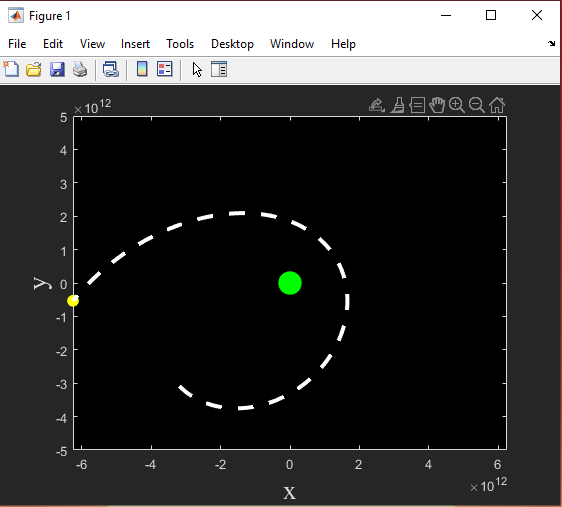 Figure 1
File Edit View Insert Tools Desktop Window Help
×10¹²
5
4
3
2
1
0
-1
-2
-3
-4
-5
y
-6 -4 -2 0 2 4 6
×10¹²
x